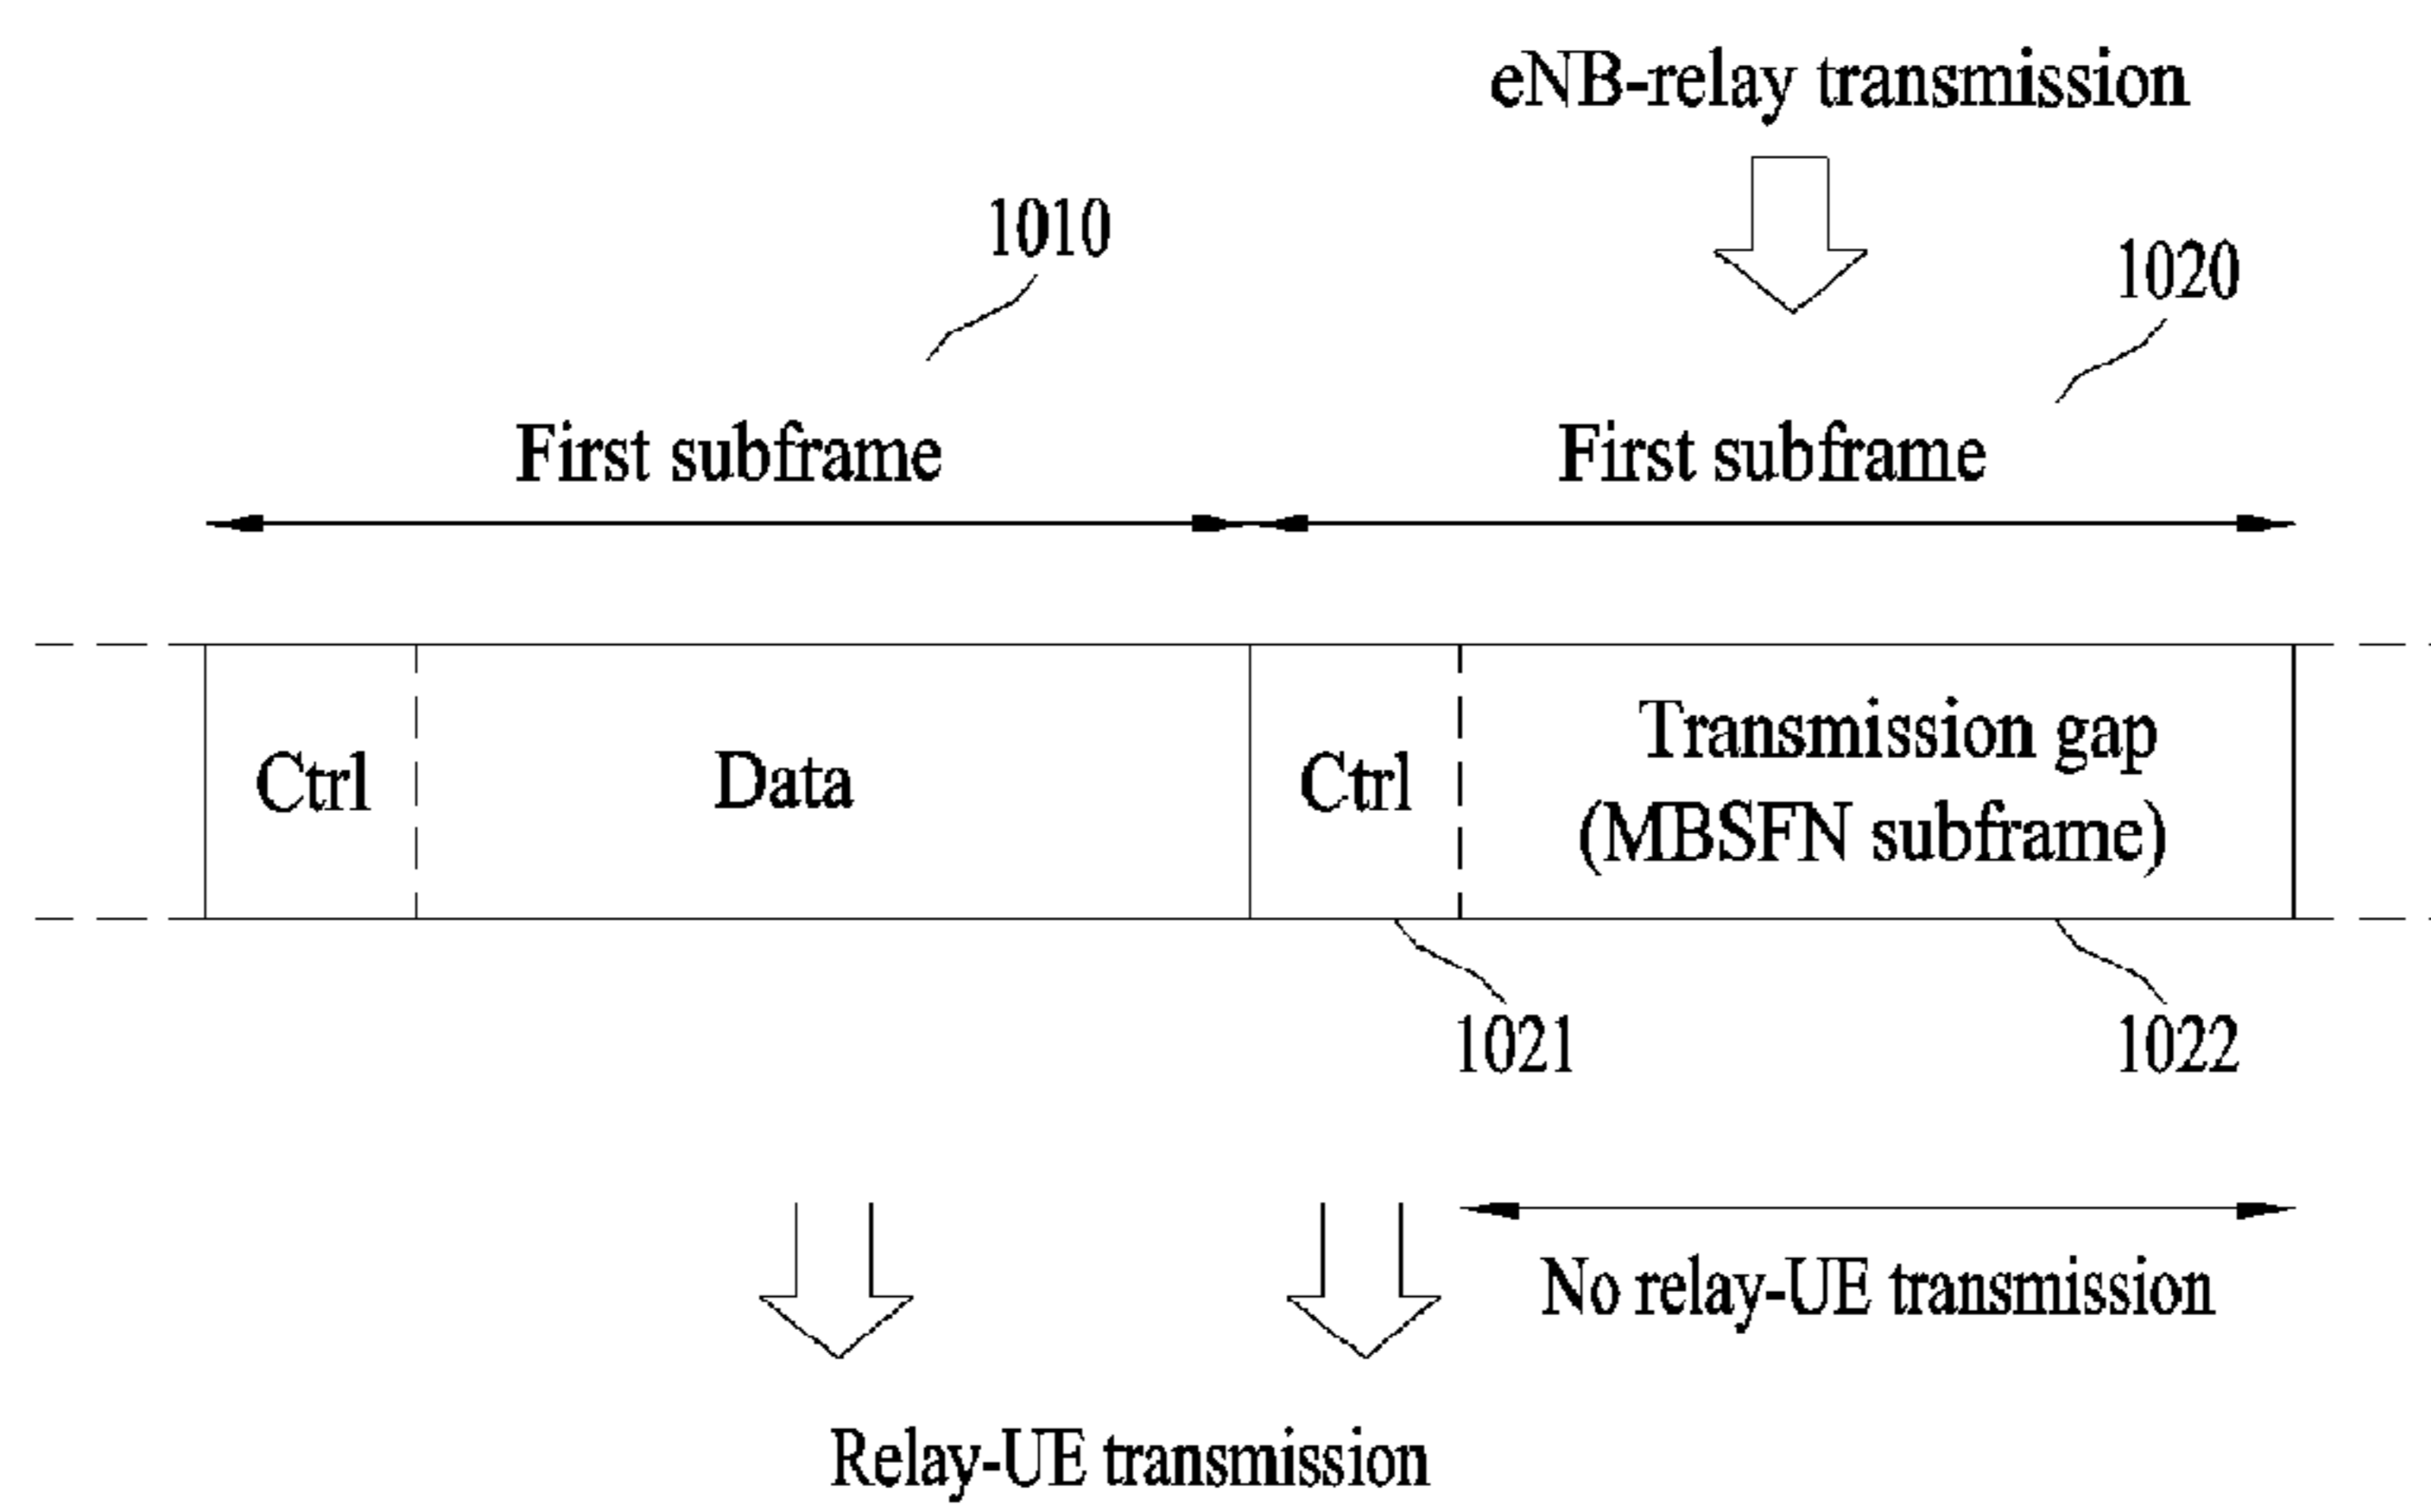 eNB-relay transmission
1010
1020
First subframe
First subframe
Ctrl
Data
Ctrl
Transmission gap
(MBSFN subframe)
1021
1022
No relay-UE transmission
Relay-UE transmission